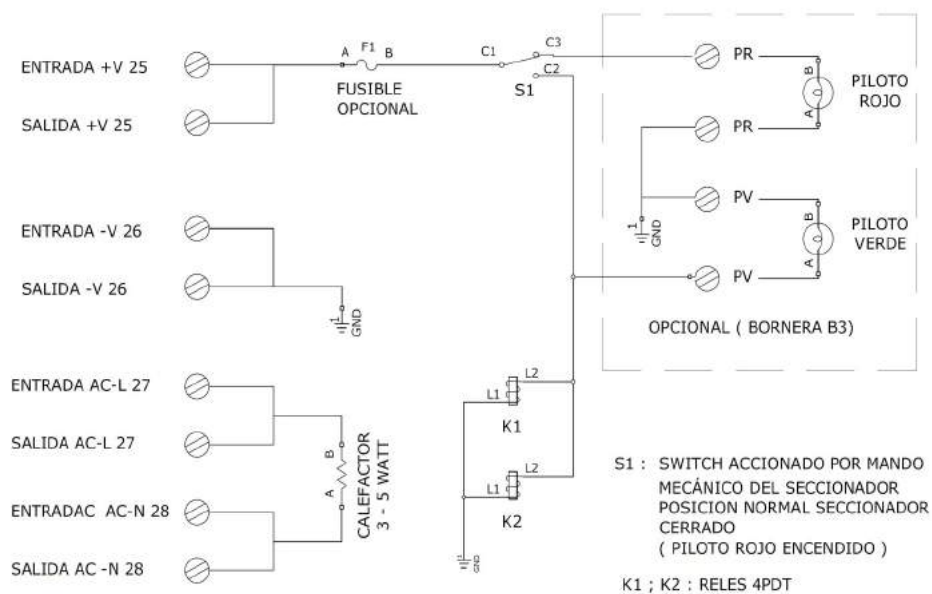 ENTRADA +V 25
SALIDA +V 25
A F1 B
FUSIBLE
OPCIONAL
C1
C3
C2
S1
PR
B
A
PILOTO
ROJO
PR
PV
B
A
PILOTO
VERDE
PV
1
GND
OPCIONAL ( BORNERA B3)
ENTRADA -V 26
SALIDA -V 26
1
GND
ENTRADA AC-L 27
SALIDA AC-L 27
ENTRADAC AC-N 28
SALIDA AC -N 28
B
A
CALEFACTOR
3 - 5 WATT
L2
L1
K1
L2
L1
K2
1
GND
S1 : SWITCH ACCIONADO POR MANDO
MECÁNICO DEL SECCIONADOR
POSICION NORMAL SECCIONADOR
CERRADO
( PILOTO ROJO ENCENDIDO )
K1 ; K2 : RELES 4PDT